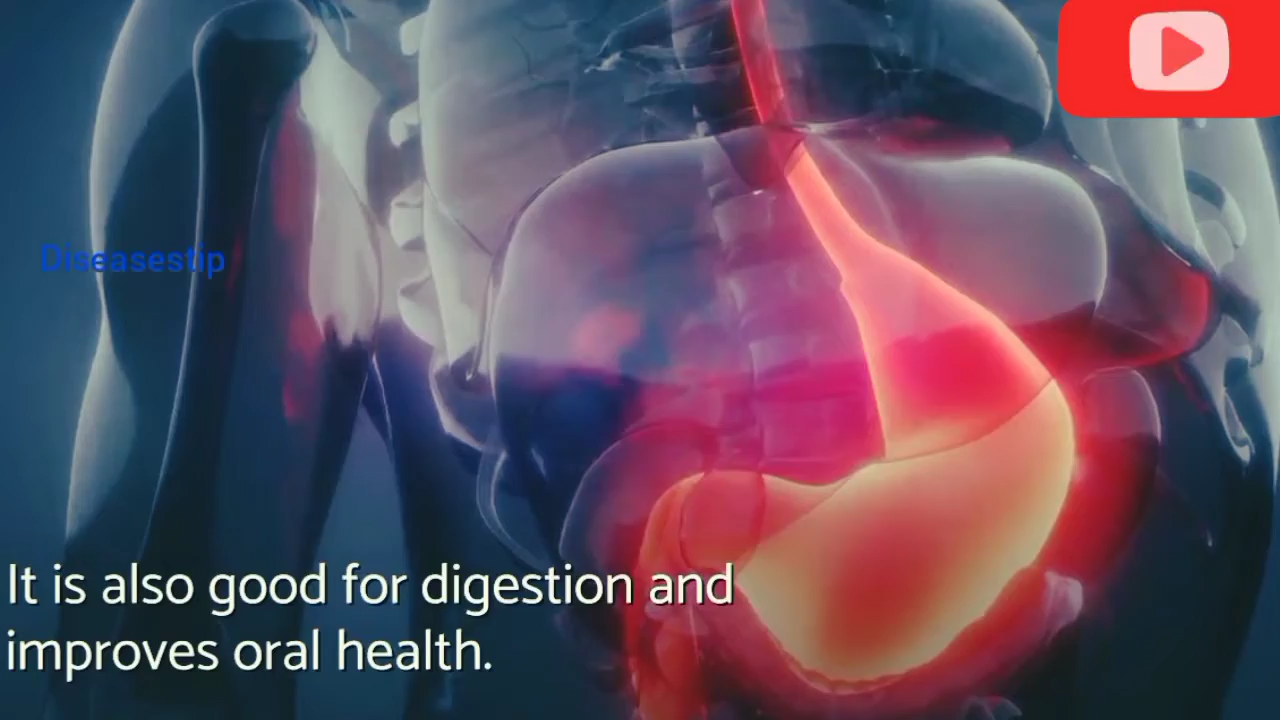 Diseasestip
It is also good for digestion and
improves oral health.